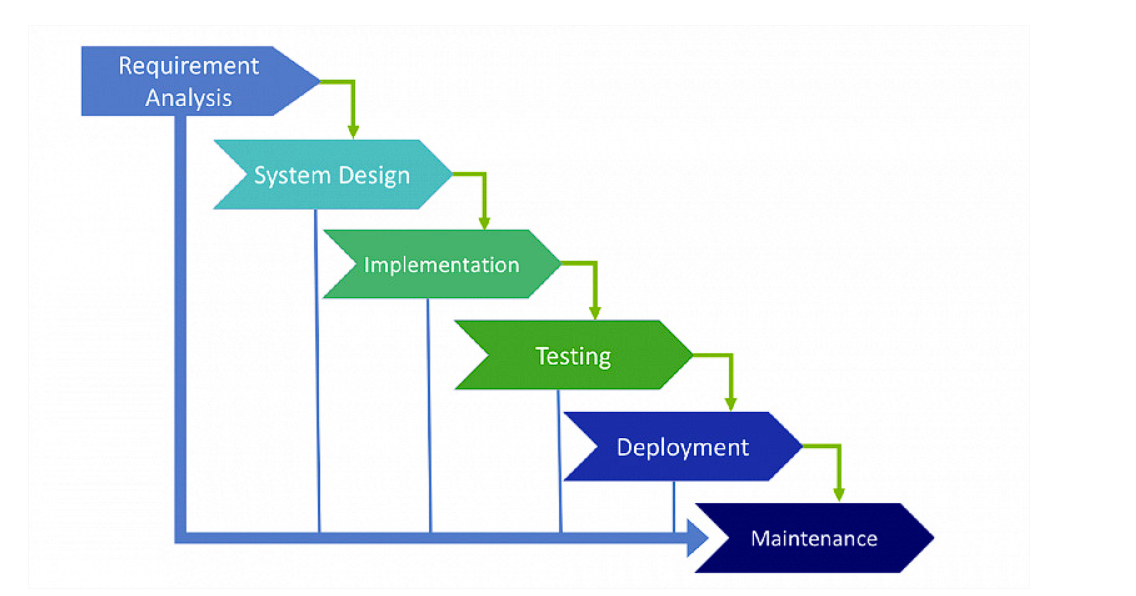 Requirement
Analysis
System Design
Implementation
Testing
Deployment
Maintenance